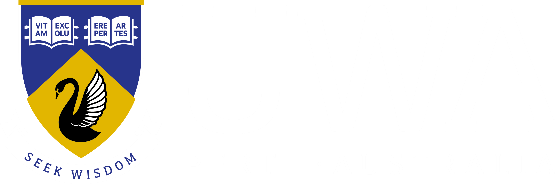 VIT EXC ERE AR
AM OLU PER TES
SEEK WISDOM